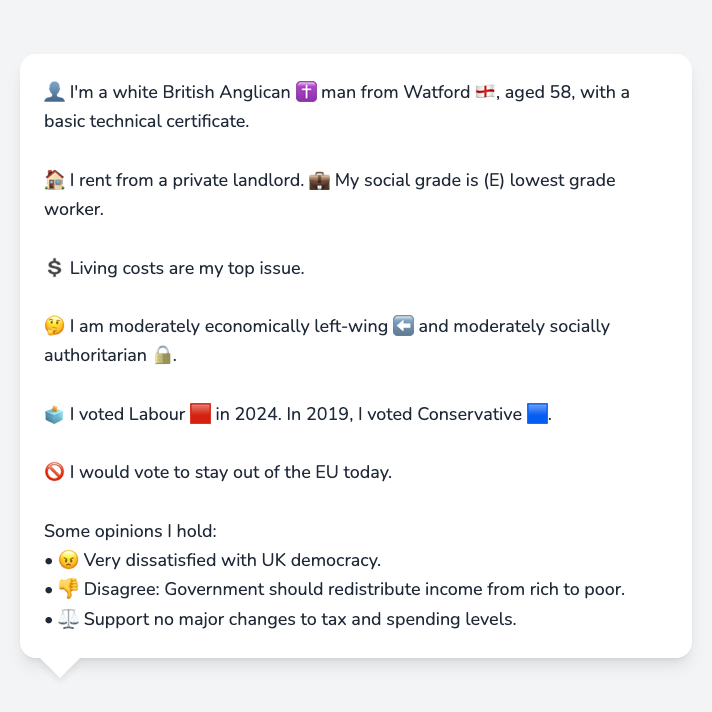 👤 I'm a white British Anglican ✝️ man from Watford 🏴󠁧󠁢󠁥󠁮󠁧󠁿, aged 58, with a
basic technical certificate.
🏠 I rent from a private landlord. 💼 My social grade is (E) lowest grade
worker.
💲 Living costs are my top issue.
🤔 I am moderately economically left-wing ⬅️ and moderately socially
authoritarian 🔒.
🗳️ I voted Labour 🟥 in 2024. In 2019, I voted Conservative 🟦.
🚫 I would vote to stay out of the EU today.
Some opinions I hold:
• 😠 Very dissatisfied with UK democracy.
• 👎 Disagree: Government should redistribute income from rich to poor.
• ⚖️ Support no major changes to tax and spending levels.